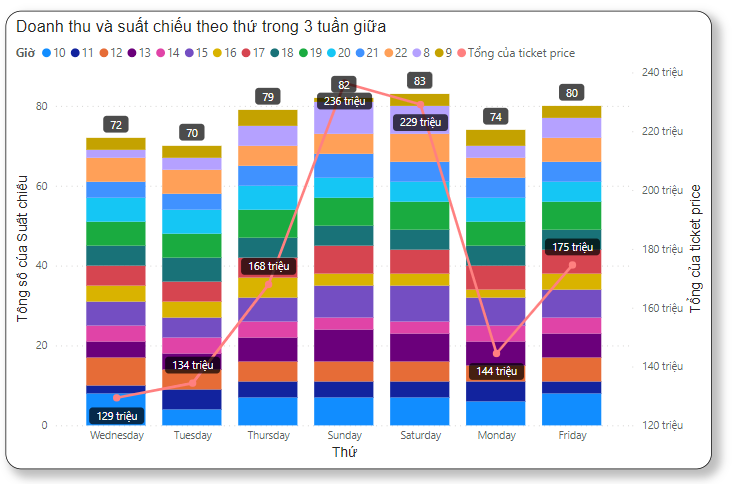 Doanh thu và suất chiếu theo thứ trong 3 tuần giữa
Giờ 10 11 12 13 14 15 16 17 18 19 20 21 22 8 9 Tổng của ticket price
Tổng số của Suất chiếu
80
60
40
20
0
72
70
79
82
83
74
80
129 triệu
134 triệu
168 triệu
236 triệu
229 triệu
144 triệu
175 triệu
240 triệu
220 triệu
200 triệu
180 triệu
160 triệu
140 triệu
120 triệu
Tổng của ticket price
Wednesday Tuesday Thursday Sunday Saturday Monday Friday
Thứ